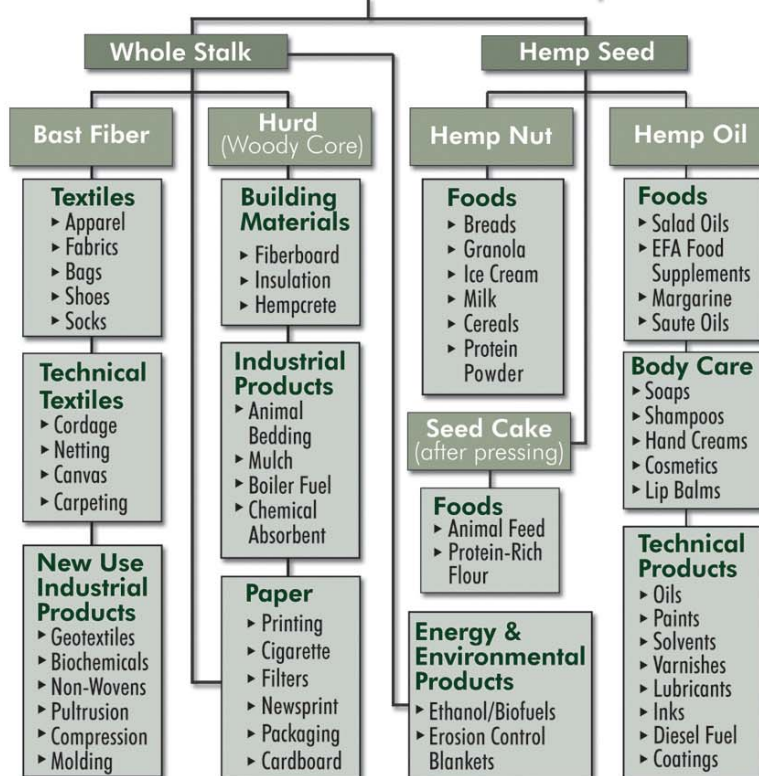 Whole Stalk
Hemp Seed
Bast Fiber
Hurd
(Woody Core)
Hemp Nut
Hemp Oil
Textiles
▸ Apparel
▸ Fabrics
▸ Bags
▸ Shoes
▸ Socks
Technical
Textiles
▸ Cordage
▸ Netting
▸ Canvas
▸ Carpeting
New Use
Industrial
Products
▸ Geotextiles
▸ Biochemicals
▸ Non-Wovens
▸ Pultrusion
▸ Compression
▸ Molding
Building
Materials
▸ Fiberboard
▸ Insulation
▸ Hempcrete
Industrial
Products
▸ Animal
Bedding
▸ Mulch
▸ Boiler Fuel
▸ Chemical
Absorbent
Paper
▸ Printing
▸ Cigarette
▸ Filters
▸ Newsprint
▸ Packaging
▸ Cardboard
Foods
▸ Breads
▸ Granola
▸ Ice Cream
▸ Milk
▸ Cereals
▸ Protein
Powder
Seed Cake
(after pressing)
Foods
▸ Animal Feed
▸ Protein-Rich
Flour
Energy &
Environmental
Products
▸ Ethanol/Biofuels
▸ Erosion Control
Blankets
Foods
▸ Salad Oils
▸ EFA Food
Supplements
▸ Margarine
▸ Saute Oils
Body Care
▸ Soaps
▸ Shampoos
▸ Hand Creams
▸ Cosmetics
▸ Lip Balms
Technical
Products
▸ Oils
▸ Paints
▸ Solvents
▸ Varnishes
▸ Lubricants
▸ Inks
▸ Diesel Fuel
▸ Coatings